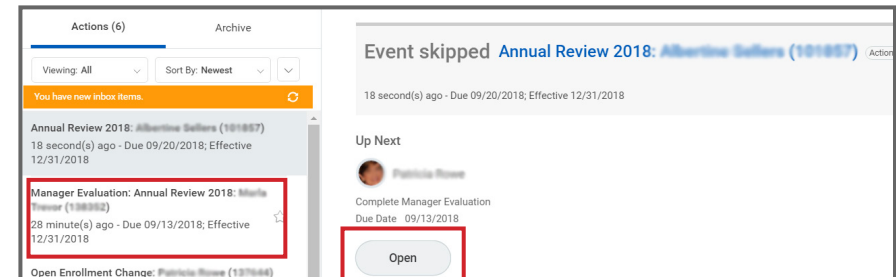 Actions (6)
Archive
Viewing: All
Sort By: Newest
You have new inbox items.
Annual Review 2018:
18 second(s) ago - Due 09/20/2018; Effective
12/31/2018
Manager Evaluation: Annual Review 2018:
28 minute(s) ago - Due 09/13/2018; Effective
12/31/2018
Open Enrollment Change:
Event skipped Annual Review 2018:
Action
18 second(s) ago - Due 09/20/2018; Effective 12/31/2018
Up Next
Complete Manager Evaluation
Due Date 09/13/2018
Open